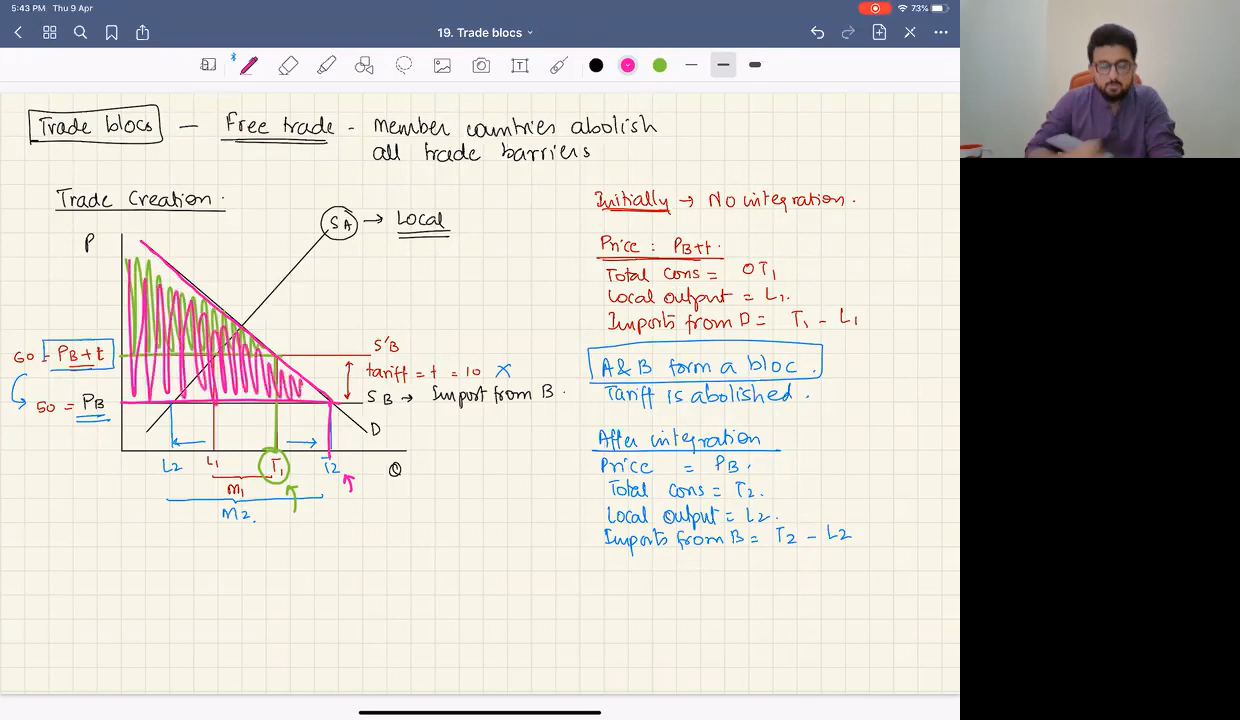 5:43 PM Thu 9 Apr
73%
19. Trade blocs
Trade blocs - Free trade - Member countries abolish
all trade barriers
Trade Creation.
P
SA → Local
60 = PB+t
S'B
tariff = t = 10 X
50 = PB
SB → Import from B.
D
L2 L1 T1 T2 Q
M1
M2.
Initially → No integration.
Price : PB+t.
Total cons = OT1
Local output = L1.
Imports from D = T1 - L1
A&B form a bloc.
Tariff is abolished.
After integration
Price = PB.
Total cons = T2.
Local output = L2.
Imports from B = T2 - L2